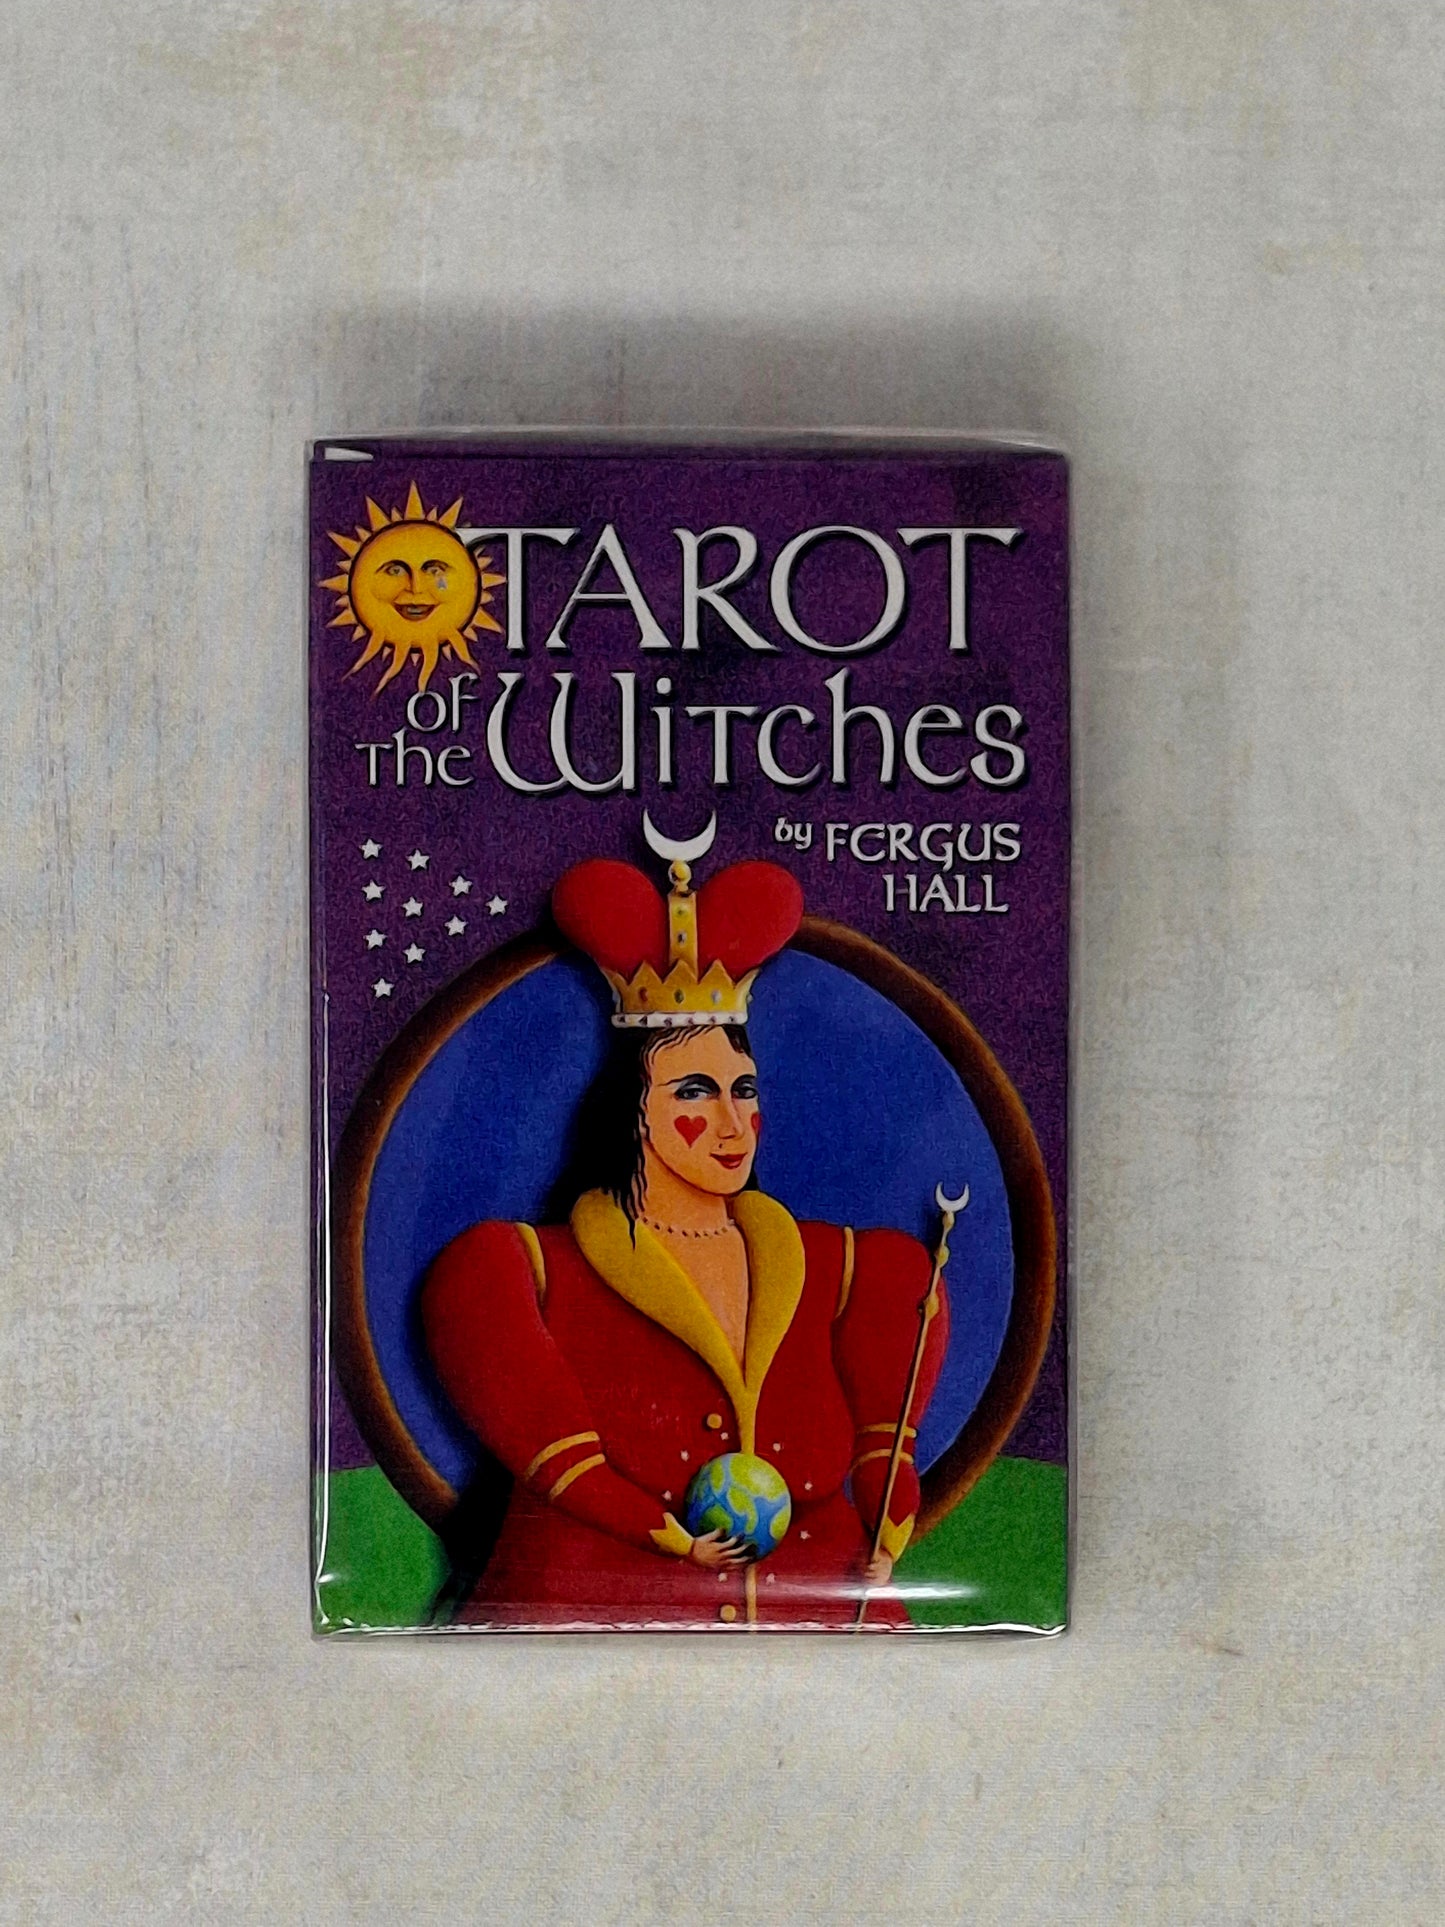 TAROT
of
The Witches
by FERGUS
HALL